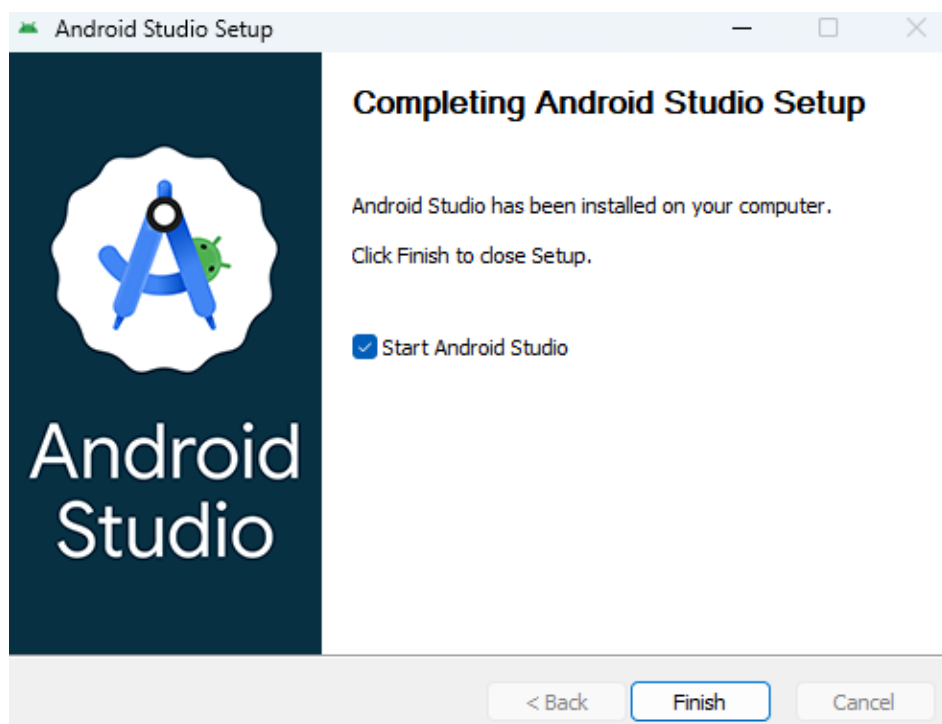 Android Studio Setup
Completing Android Studio Setup
Android Studio has been installed on your computer.
Click Finish to close Setup.
Start Android Studio
Android
Studio
< Back
Finish
Cancel